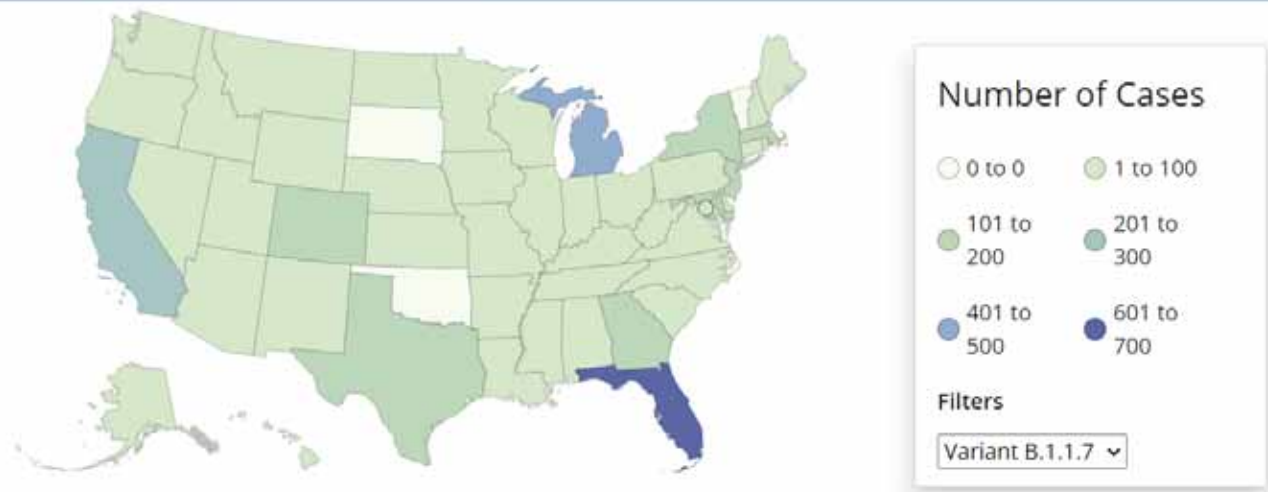 Number of Cases
0 to 0
1 to 100
101 to
200
201 to
300
401 to
500
601 to
700
Filters
Variant B.1.1.7